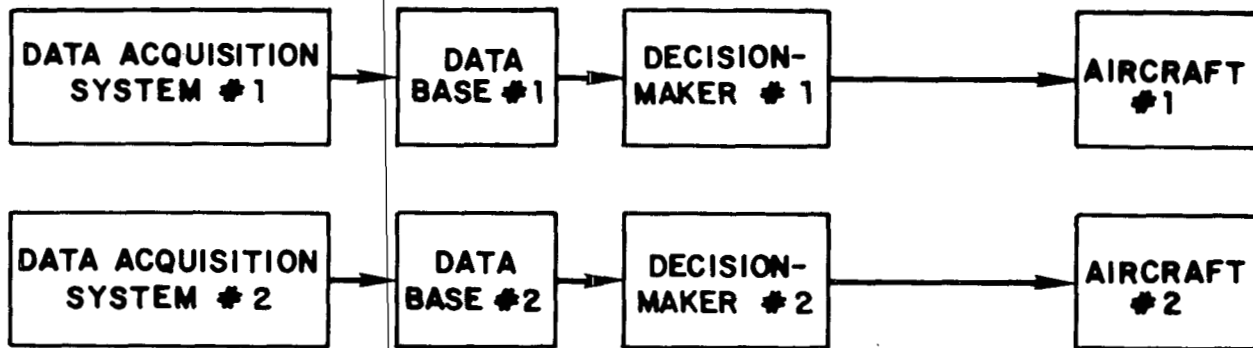 DATA ACQUISITION
SYSTEM #1
DATA
BASE #1
DECISION-
MAKER # 1
AIRCRAFT
#1
DATA ACQUISITION
SYSTEM #2
DATA
BASE #2
DECISION-
MAKER #2
AIRCRAFT
#2